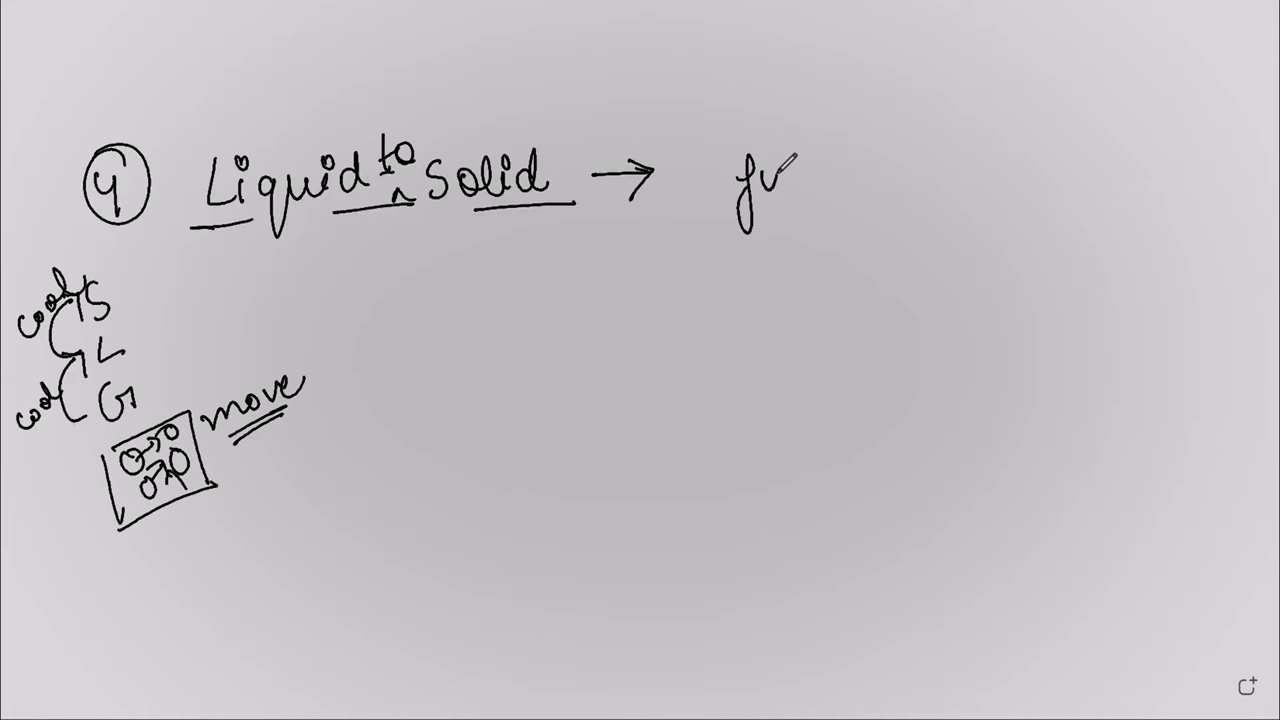 ④ Liquid to Solid → fr
cool S
L
cool G
move